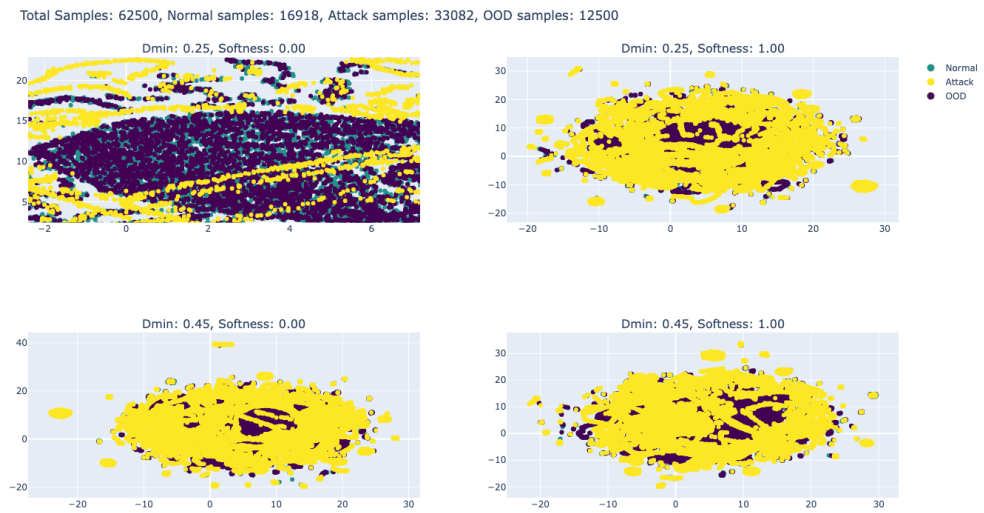 Total Samples: 62500, Normal samples: 16918, Attack samples: 33082, OOD samples: 12500
Dmin: 0.25, Softness: 0.00
20
15
10
5
−2 0 2 4 6
Dmin: 0.25, Softness: 1.00
30
20
10
0
−10
−20
−20 −10 0 10 20 30
Normal
Attack
OOD
Dmin: 0.45, Softness: 0.00
40
20
0
−20
−20 −10 0 10 20 30
Dmin: 0.45, Softness: 1.00
30
20
10
0
−10
−20
−20 −10 0 10 20 30